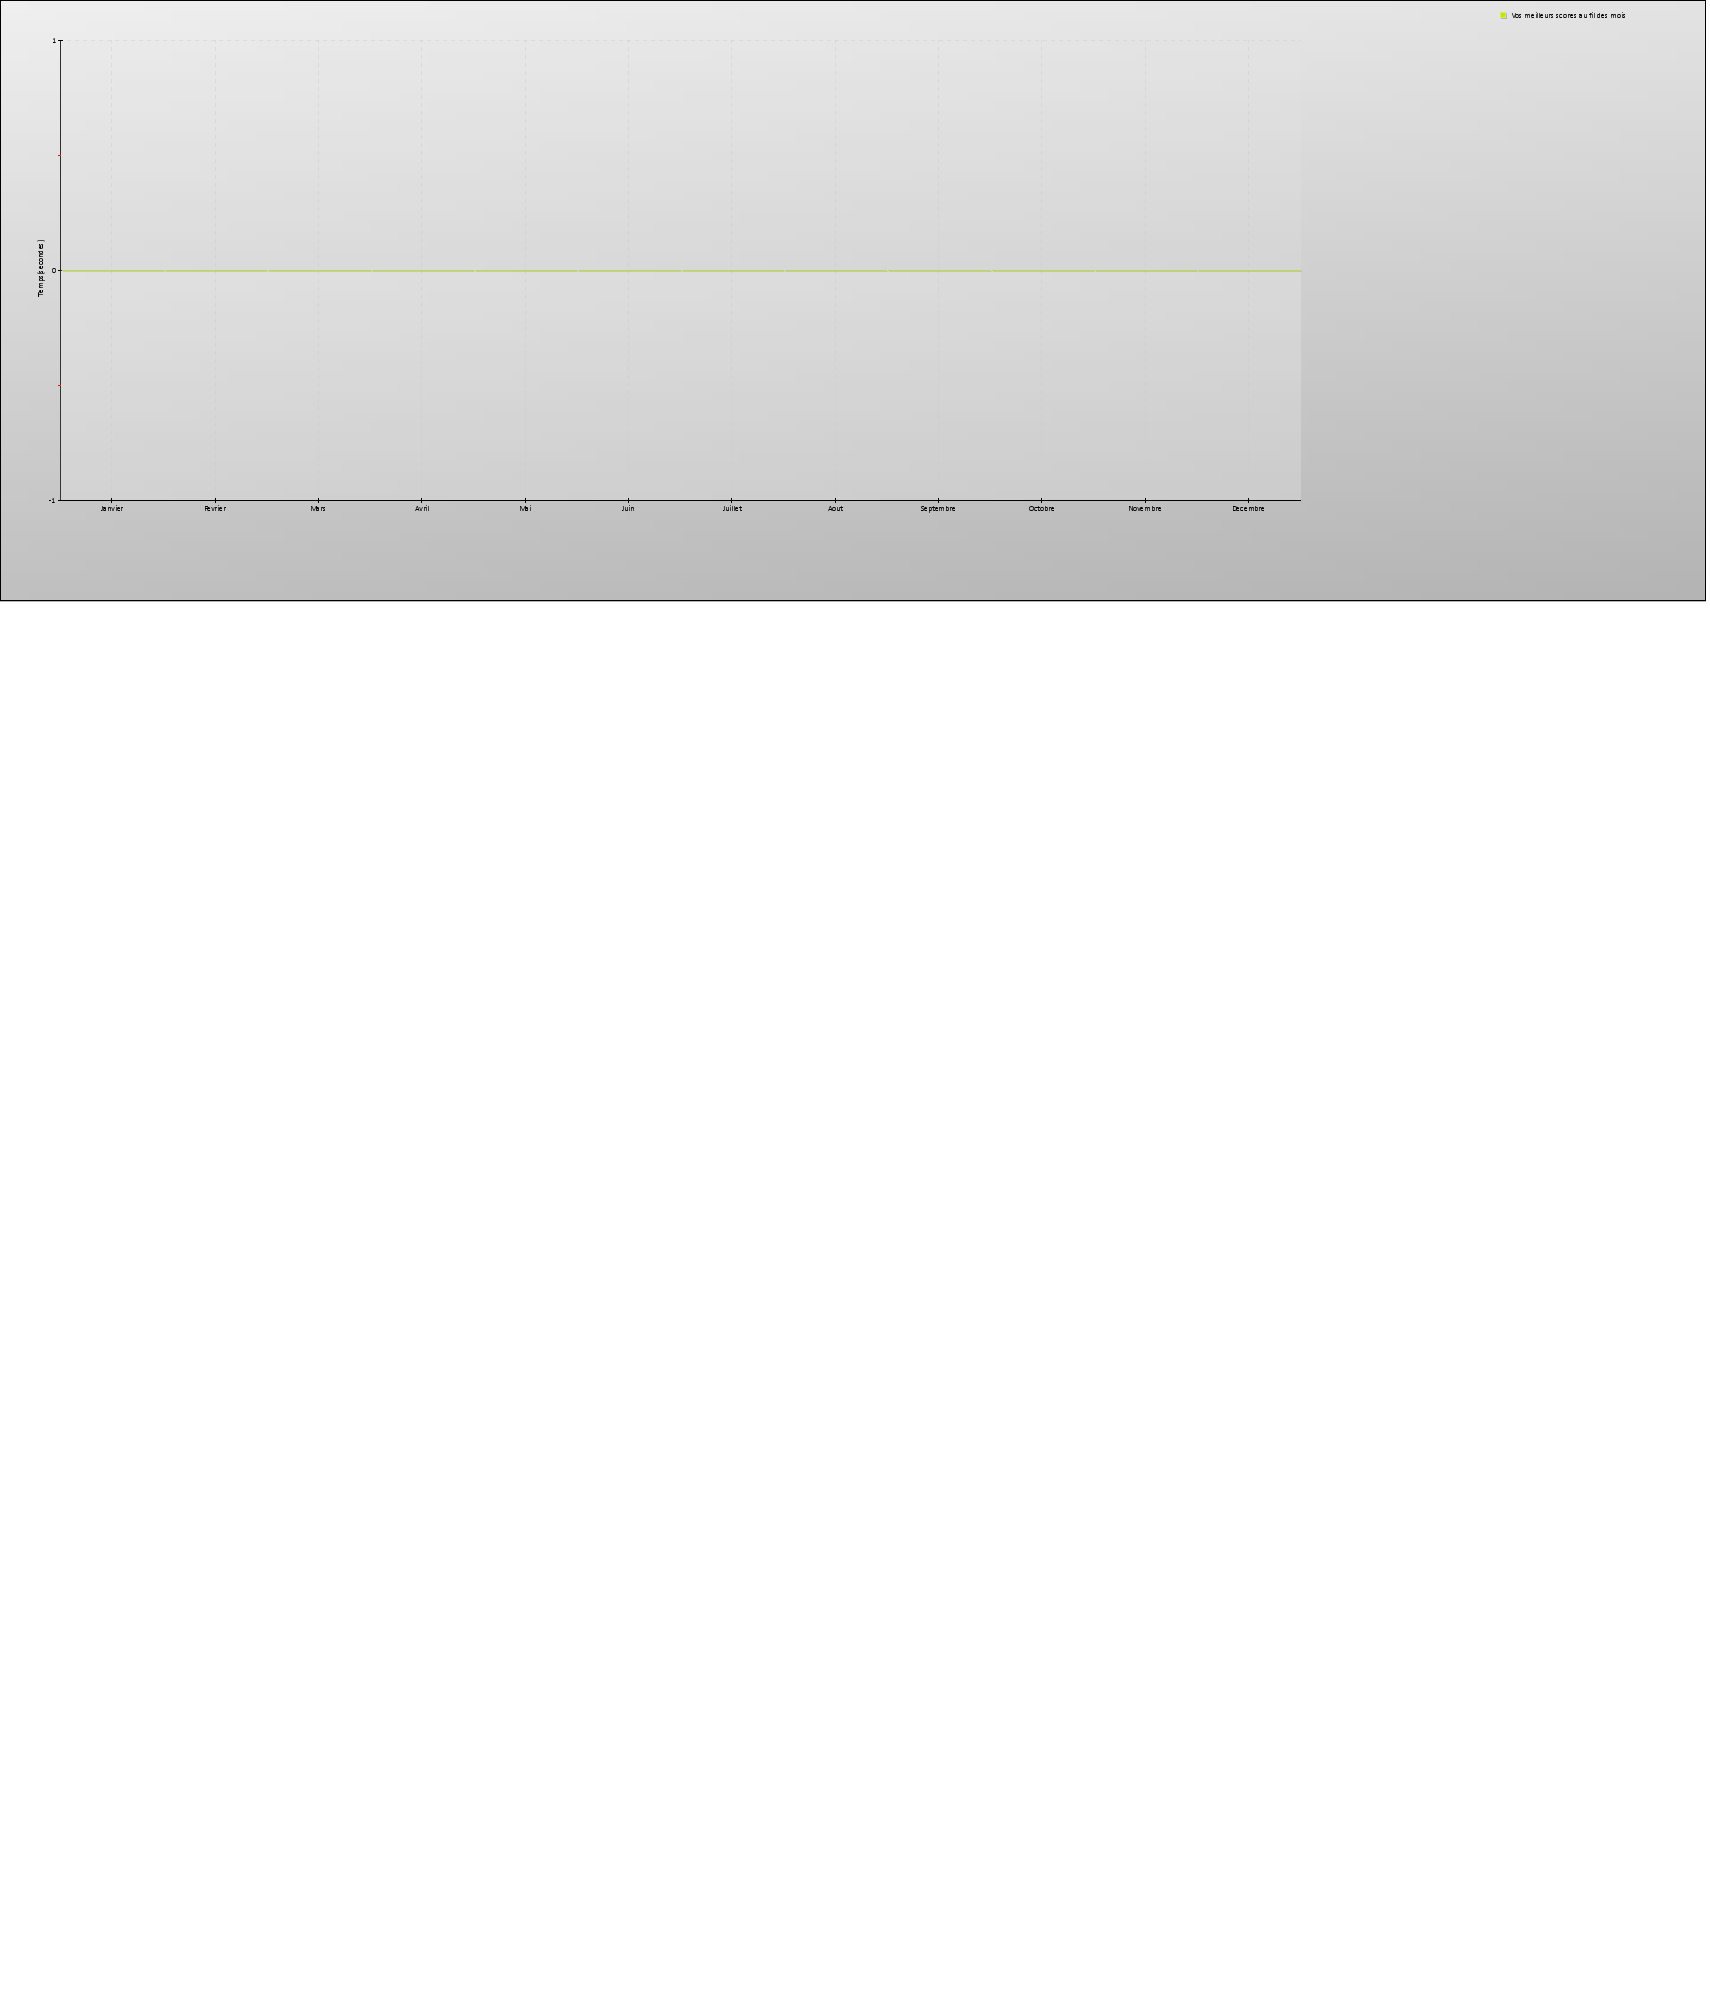 Vos meilleurs scores au fil des mois
1
0
-1
Temps(secondes)
Janvier Fevrier Mars Avril Mai Juin Juillet Aout Septembre Octobre Novembre Decembre